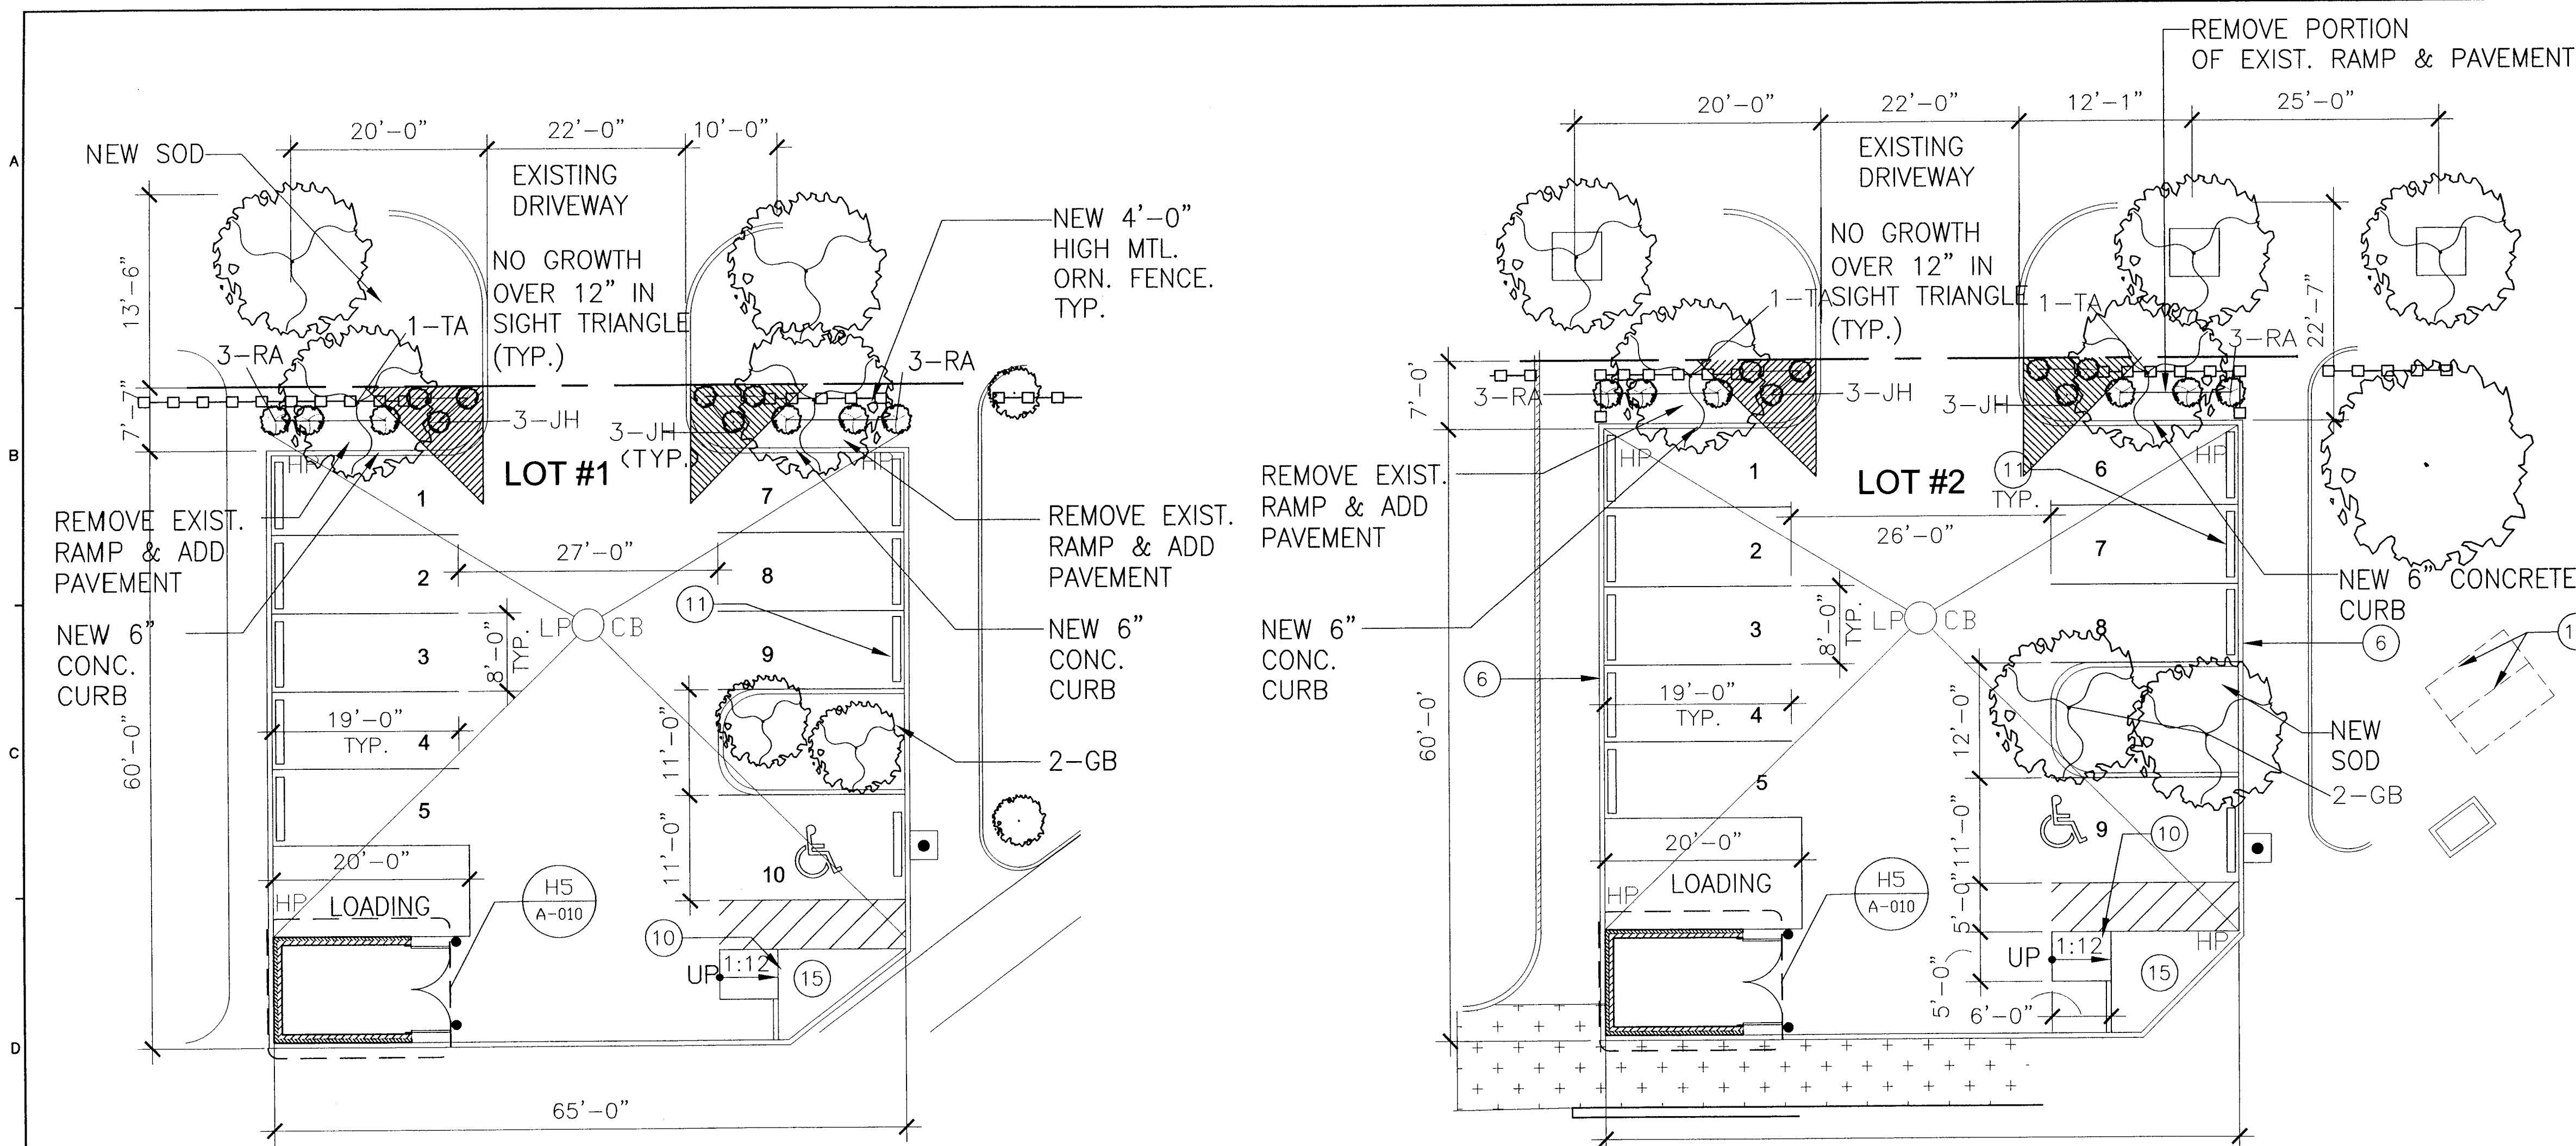 REMOVE PORTION
OF EXIST. RAMP & PAVEMENT
20'-0"
22'-0"
10'-0"
20'-0"
22'-0"
12'-1"
25'-0"
A
NEW SOD
EXISTING
DRIVEWAY
EXISTING
DRIVEWAY
NEW 4'-0"
HIGH MTL.
ORN. FENCE.
TYP.
NO GROWTH
OVER 12" IN
SIGHT TRIANGLE
(TYP.)
NO GROWTH
OVER 12" IN
SIGHT TRIANGLE
(TYP.)
13'-6"
1-TA
3-RA
3-RA
1-TA
1-TA
3-RA
22'-7"
7'-7"
3-JH
3-JH
(TYP.
7'-0'
3-RA
3-JH
3-JH
B
HP
LOT #1
HP
HP
LOT #2
11
TYP.
HP
1
7
1
6
REMOVE EXIST.
RAMP & ADD
PAVEMENT
REMOVE EXIST.
RAMP & ADD
PAVEMENT
REMOVE EXIST.
RAMP & ADD
PAVEMENT
27'-0"
26'-0"
2
8
2
7
NEW 6" CONCRETE
CURB
11
NEW 6"
CONC.
CURB
LP
CB
NEW 6"
CONC.
CURB
NEW 6"
CONC.
CURB
LP
CB
8'-0"
TYP.
8'-0"
TYP.
3
9
3
8
6
6
1
19'-0"
TYP.
4
19'-0"
TYP.
4
C
60'-0"
11'-0"
2-GB
60'-0'
12'-0"
NEW
SOD
2-GB
5
5
11'-0"
10
20'-0"
20'-0"
9
10
11'-0"
H5
A-010
H5
A-010
HP
LOADING
HP
LOADING
5'-0"
10
UP
1:12
15
HP
UP
1:12
15
5'-0"
6'-0"
D
65'-0"